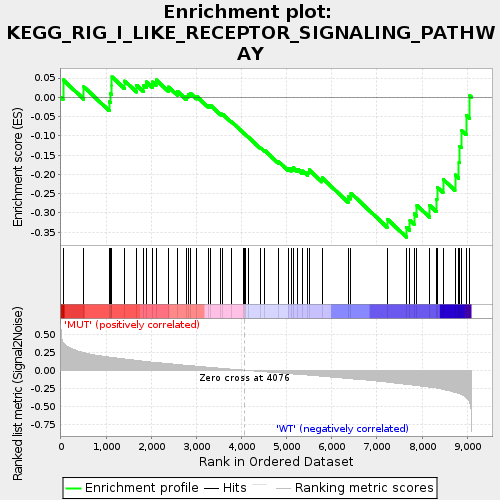 Enrichment plot:
KEGG_RIG_I_LIKE_RECEPTOR_SIGNALING_PATHW
AY
Enrichment score (ES)
0.05
0.00
-0.05
-0.10
-0.15
-0.20
-0.25
-0.30
-0.35
Ranked list metric (Signal2Noise)
'MUT' (positively correlated)
0.50
0.25
0.00
-0.25
-0.50
-0.75
Zero cross at 4076
'WT' (negatively correlated)
0
1,000
2,000
3,000
4,000
5,000
6,000
7,000
8,000
9,000
Rank in Ordered Dataset
Enrichment profile
Hits
Ranking metric scores